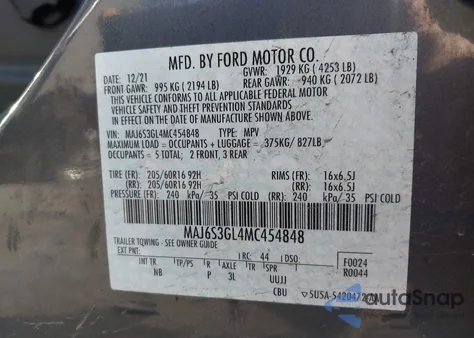 MFD. BY FORD MOTOR CO.
12/21 GVWR: 1929 KG ( 4253 LB)
FRONT GAWR: 995 KG ( 2194 LB) REAR GAWR: 940 KG ( 2072 LB)
THIS VEHICLE CONFORMS TO ALL APPLICABLE FEDERAL MOTOR
VEHICLE SAFETY, BUMPER, AND THEFT PREVENTION STANDARDS
IN EFFECT ON THE DATE OF MANUFACTURE SHOWN ABOVE.
VIN: MAJ6S3GL4MC454848 TYPE: MPV
MAXIMUM LOAD = OCCUPANTS + LUGGAGE = 375KG/ 827LB
OCCUPANTS = 5 TOTAL: 2 FRONT, 3 REAR
TIRE (FR): 205/60R16 92H RIMS (FR): 16x6.5J
(RR): 205/60R16 92H (RR): 16x6.5J
PRESSURE (FR) 240 kPa/ 35 PSI COLD (RR) 240 kPa/ 35 PSI COLD
MAJ6S3GL4MC454848
TRAILER TOWING - SEE OWNER GUIDE
EXT PNT: RC: 44 DSO: F0024
R0044
INT TR TP/PS R AXLE TR SPR
NB P 3L UUJJ
CBU
autoSnap